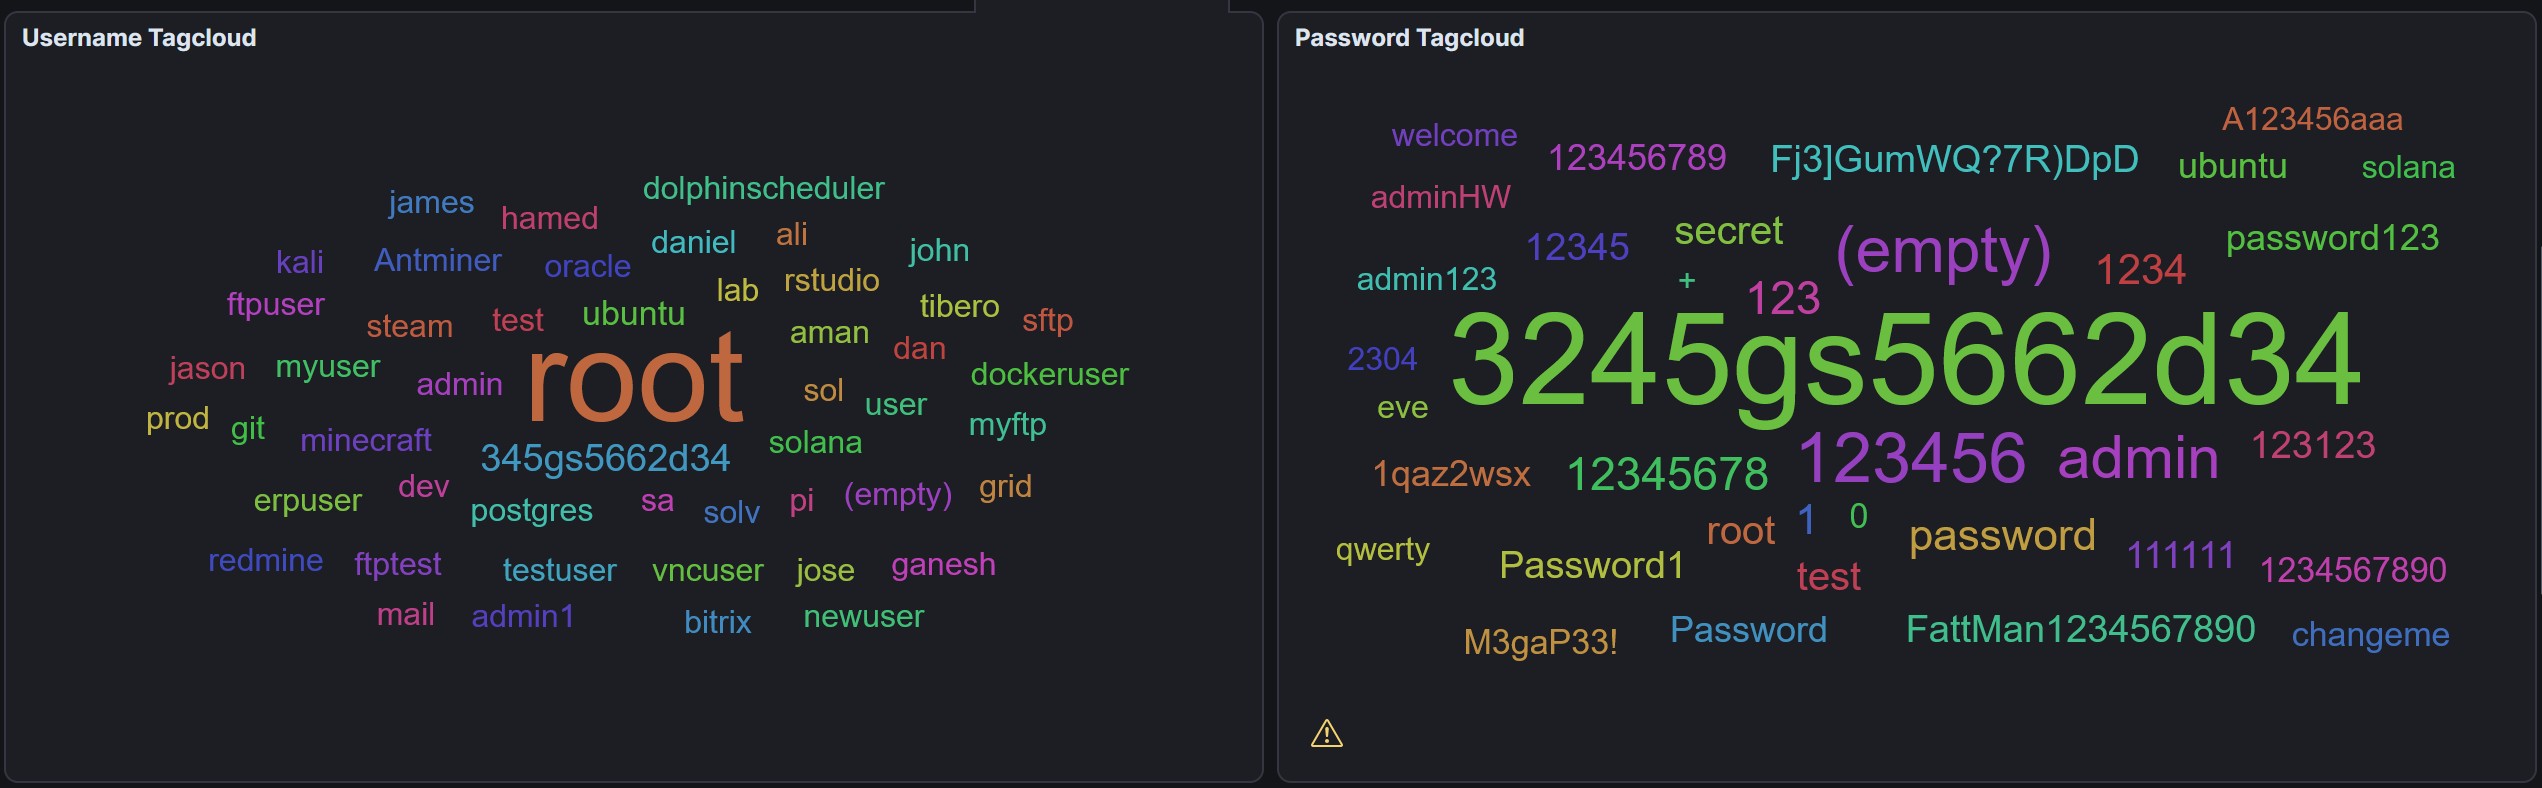 Username Tagcloud
james
hamed
dolphinscheduler
kali
Antminer
oracle
daniel
ali
john
ftpuser
lab
rstudio
steam
test
ubuntu
tibero
sftp
aman
dan
jason
myuser
admin
root
sol
user
dockeruser
prod
git
minecraft
345gs5662d34
solana
myftp
erpuser
dev
postgres
sa
solv
pi
(empty)
grid
redmine
ftptest
testuser
vncuser
jose
ganesh
mail
admin1
bitrix
newuser
Password Tagcloud
welcome
123456789
Fj3]GumWQ?7R)DpD
A123456aaa
ubuntu
solana
adminHW
12345
secret
(empty)
1234
password123
admin123
+
123
2304
3245gs5662d34
eve
1qaz2wsx
12345678
123456
admin
123123
root
1
0
password
qwerty
Password1
test
111111
1234567890
M3gaP33!
Password
FattMan1234567890
changeme